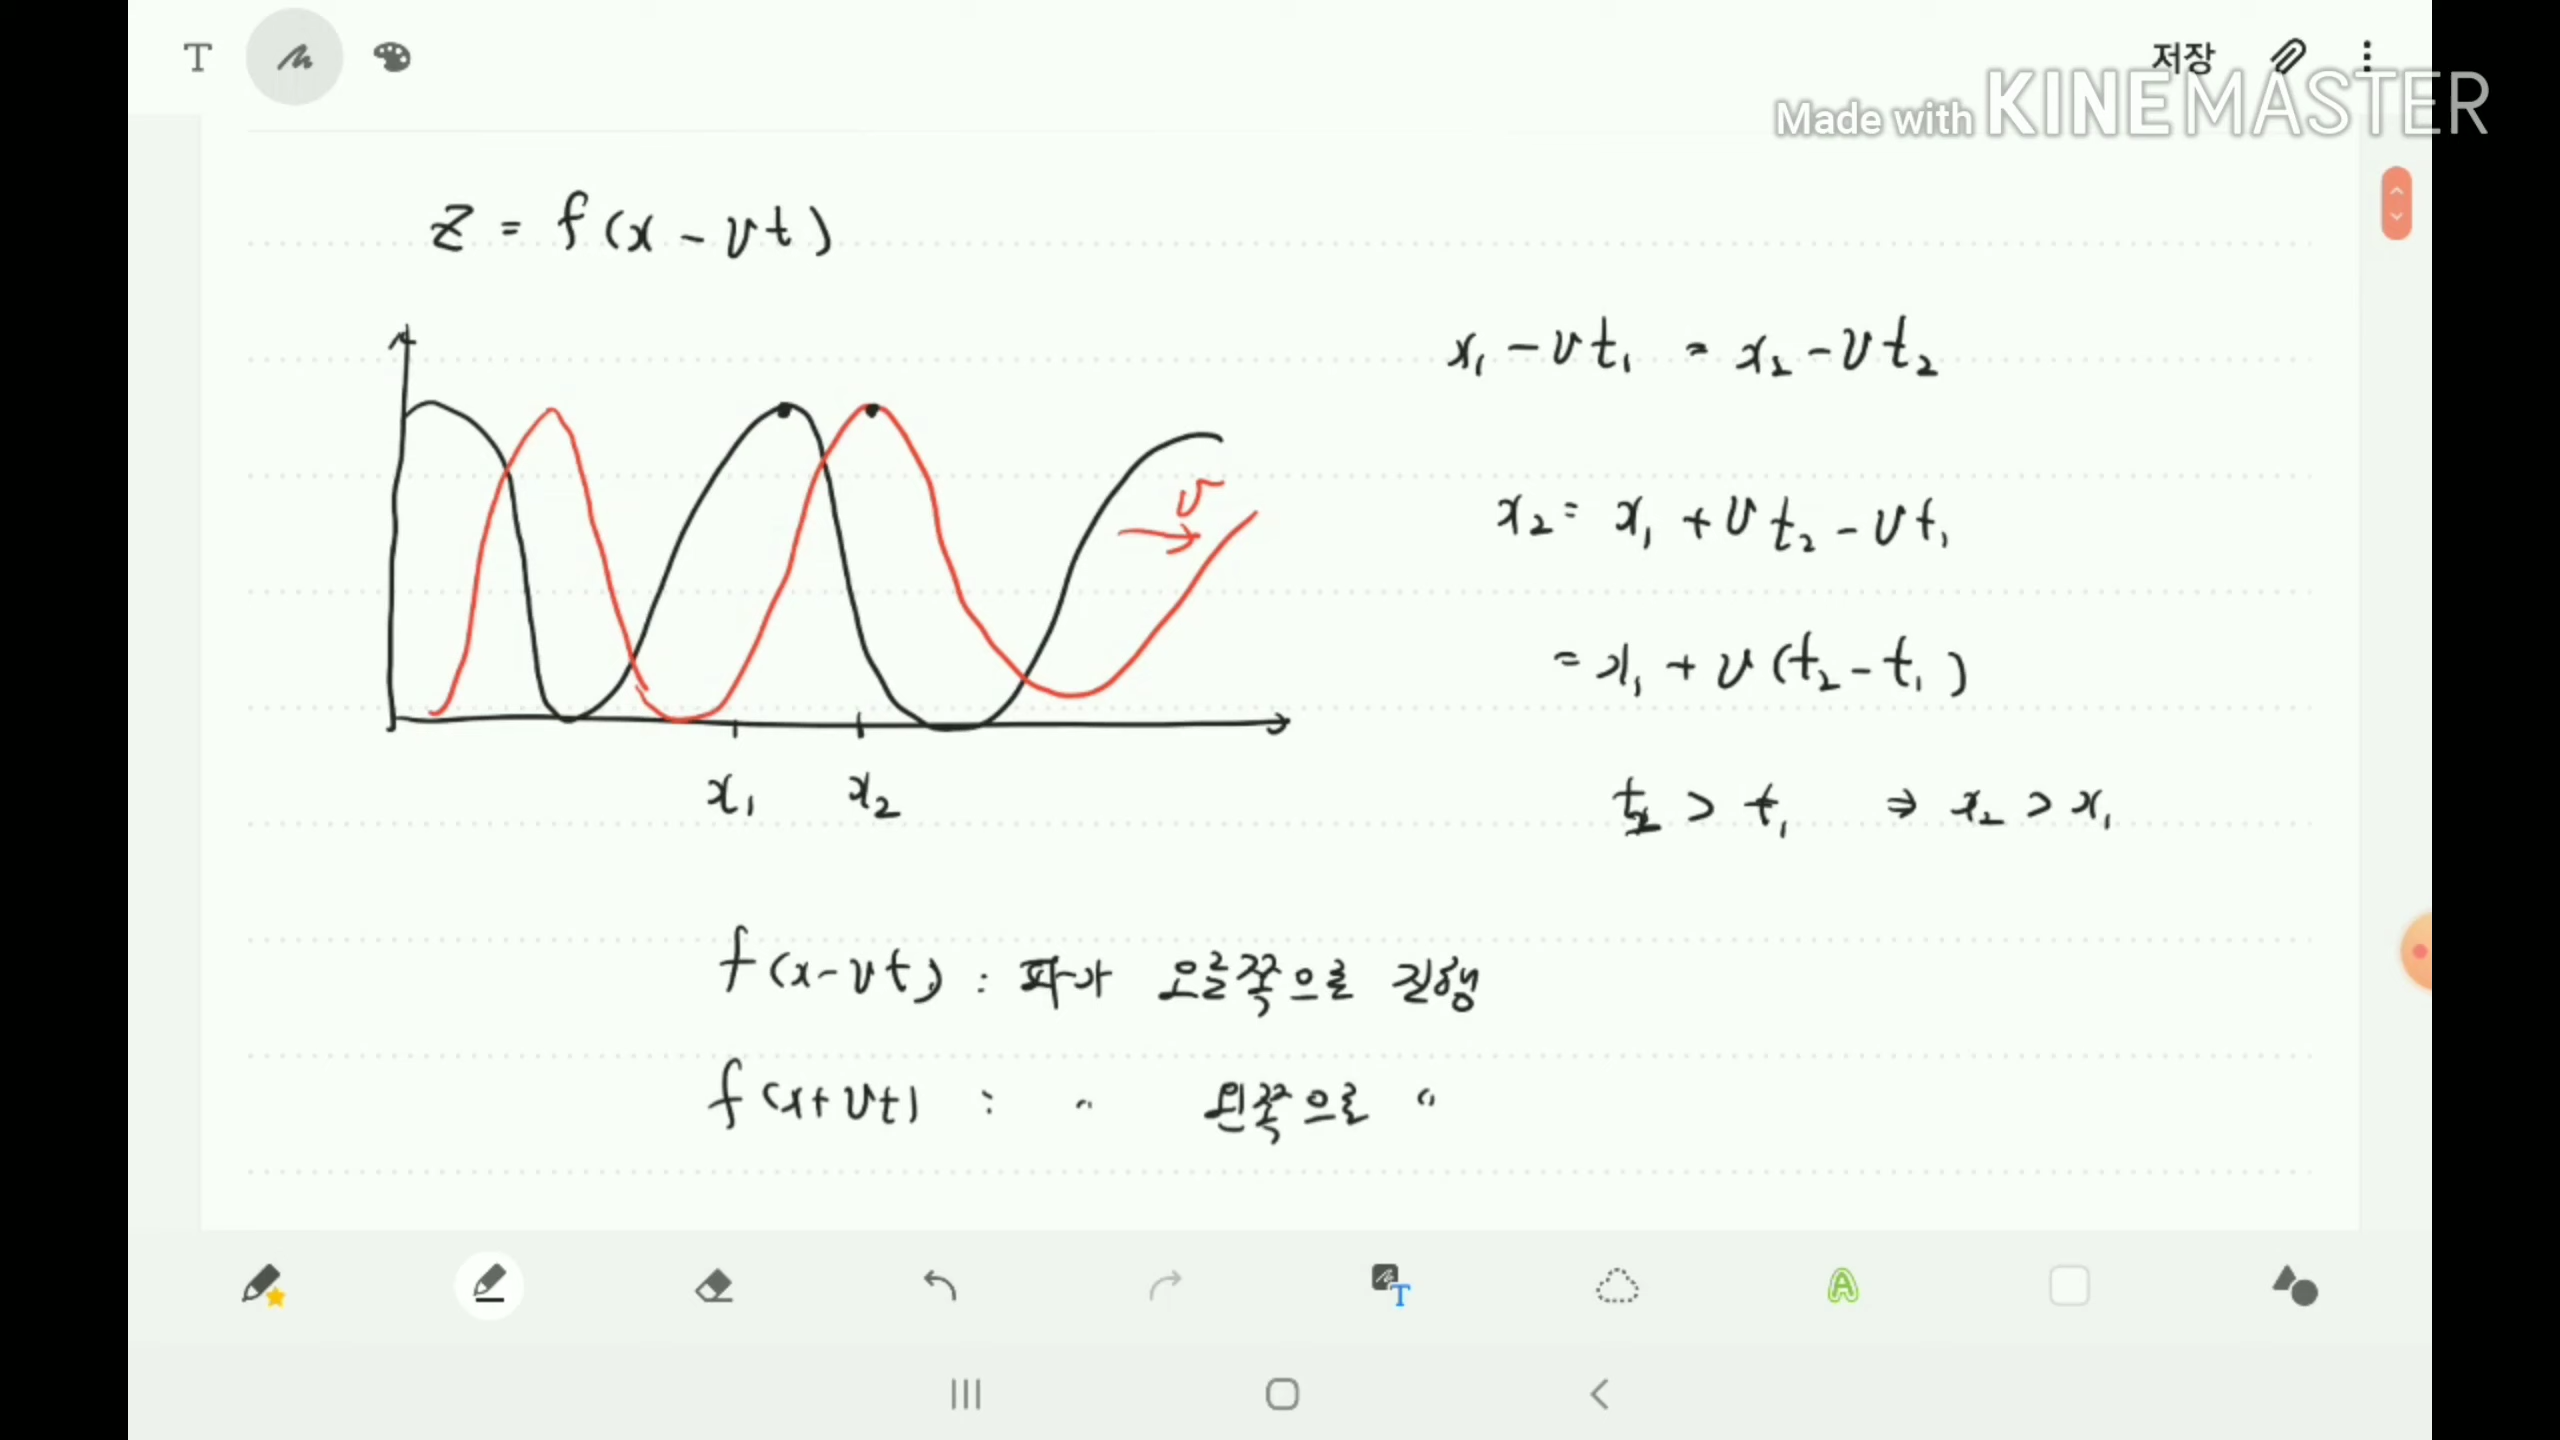 T
저장
Made with KINEMASTER
z = f(x - vt)
x₁ - vt₁ = x₂ - vt₂
v
x₂ = x₁ + vt₂ - vt₁
= x₁ + v(t₂ - t₁)
x₁ x₂
t₂ > t₁ ⇒ x₂ > x₁
f(x-vt) : 파가 오른쪽으로 진행
f(x+vt) : 〃 왼쪽으로 〃
T
A